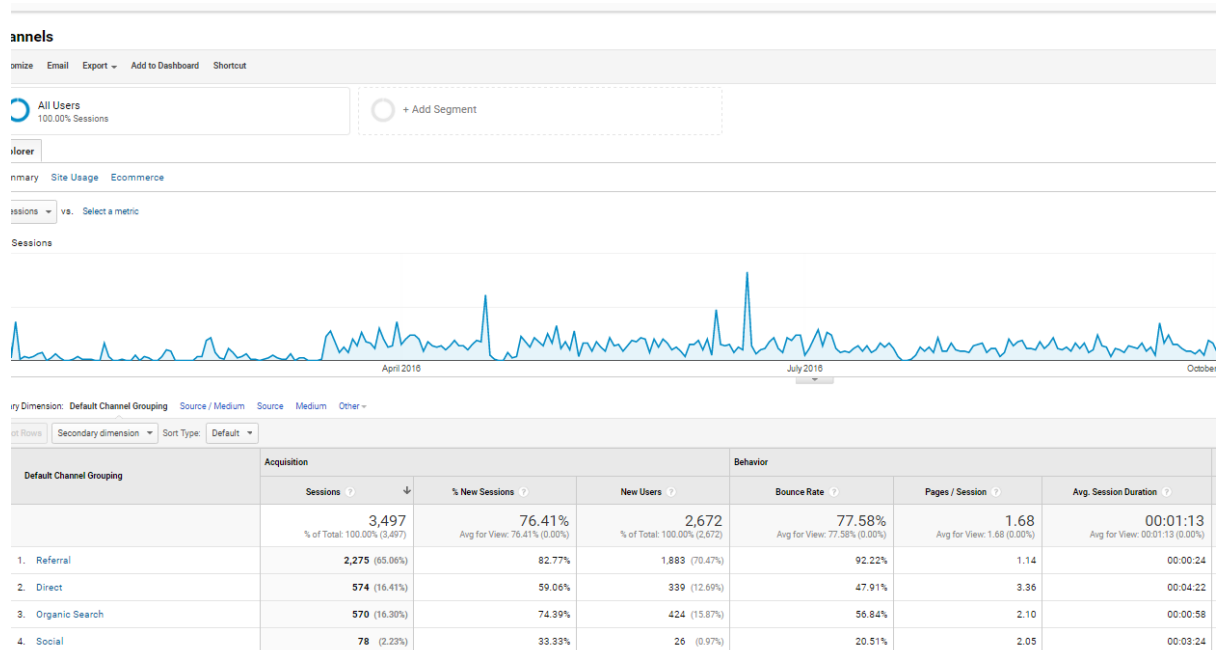 annels
omize Email Export Add to Dashboard Shortcut
All Users
100.00% Sessions
+ Add Segment
plorer
mmary Site Usage Ecommerce
essions vs. Select a metric
Sessions
April 2016 July 2016 October
ry Dimension: Default Channel Grouping Source / Medium Source Medium Other
ot Rows Secondary dimension Sort Type: Default
Default Channel Grouping Acquisition Behavior
Sessions ? % New Sessions ? New Users ? Bounce Rate ? Pages / Session ? Avg. Session Duration ?
3,497 76.41% 2,672 77.58% 1.68 00:01:13
% of Total: 100.00% (3,497) Avg for View: 76.41% (0.00%) % of Total: 100.00% (2,672) Avg for View: 77.58% (0.00%) Avg for View: 1.68 (0.00%) Avg for View: 00:01:13 (0.00%)
1. Referral 2,275 (65.06%) 82.77% 1,883 (70.47%) 92.22% 1.14 00:00:24
2. Direct 574 (16.41%) 59.06% 339 (12.69%) 47.91% 3.36 00:04:22
3. Organic Search 570 (16.30%) 74.39% 424 (15.87%) 56.84% 2.10 00:00:58
4. Social 78 (2.23%) 33.33% 26 (0.97%) 20.51% 2.05 00:03:24